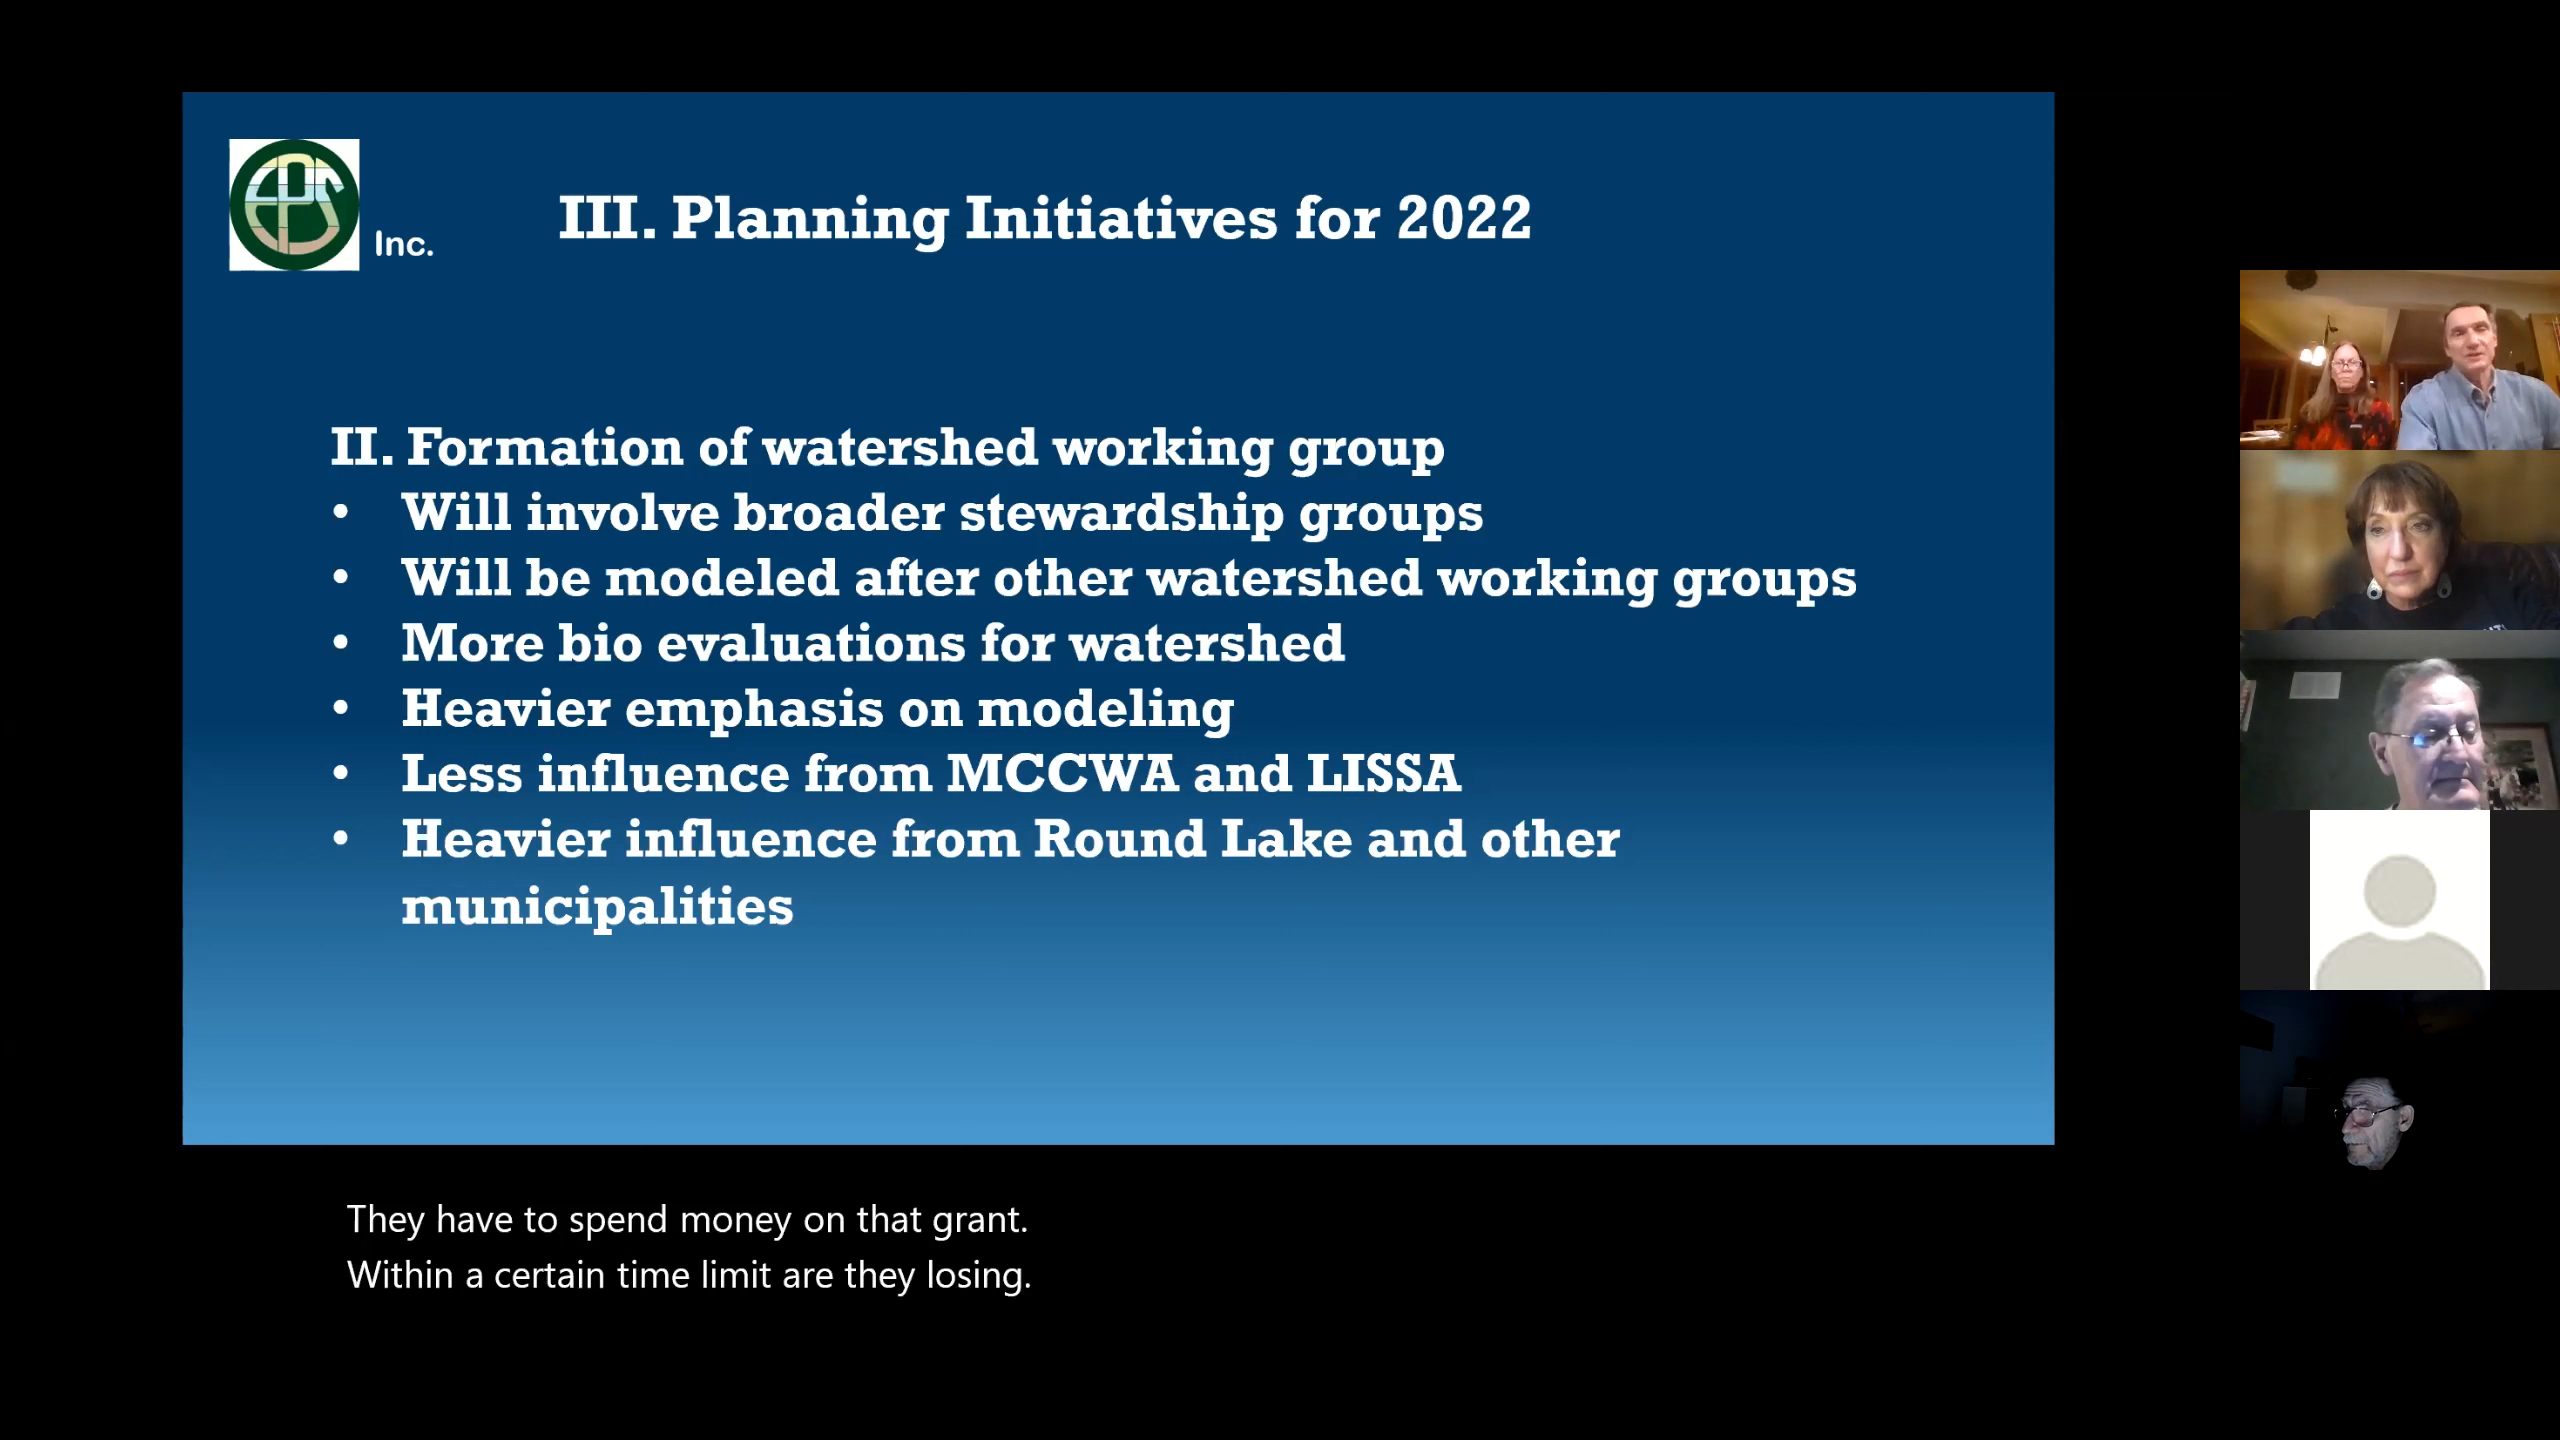 EPS
Inc.
III. Planning Initiatives for 2022
II. Formation of watershed working group
• Will involve broader stewardship groups
• Will be modeled after other watershed working groups
• More bio evaluations for watershed
• Heavier emphasis on modeling
• Less influence from MCCWA and LISSA
• Heavier influence from Round Lake and other
municipalities
They have to spend money on that grant.
Within a certain time limit are they losing.